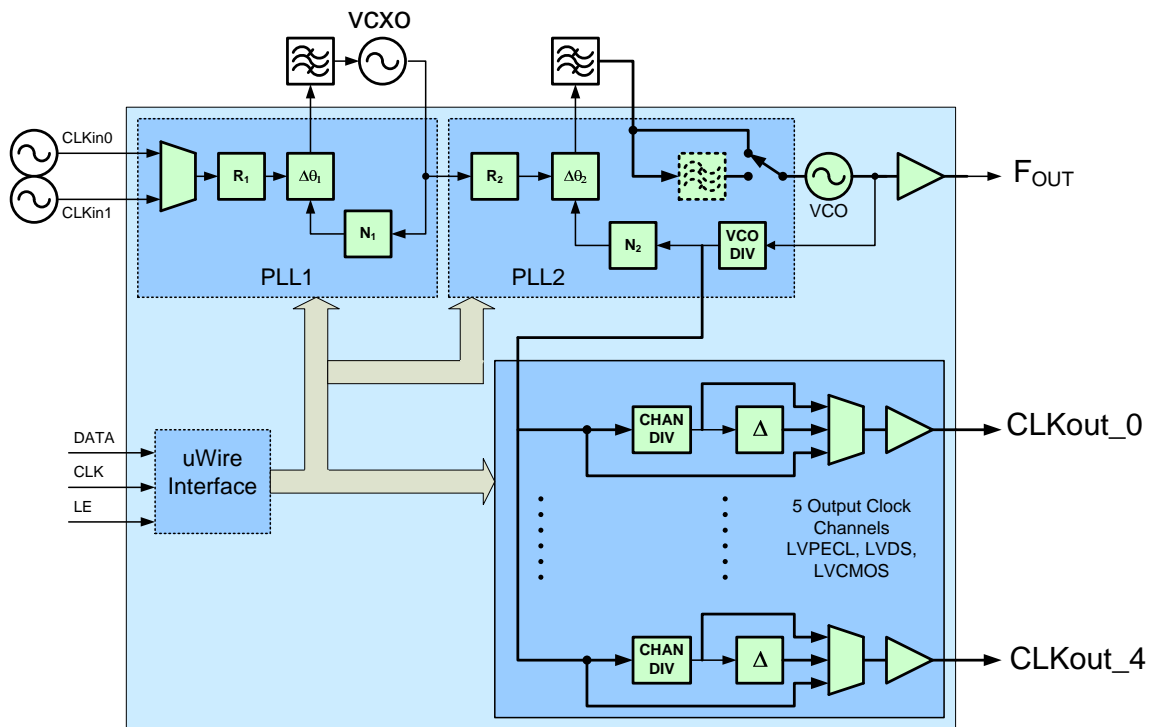 VCXO
CLKin0
CLKin1
R₁
Δθ₁
N₁
PLL1
R₂
Δθ₂
N₂
VCO
DIV
PLL2
VCO
F_OUT
DATA
CLK
LE
uWire
Interface
CHAN
DIV
Δ
CLKout_0
5 Output Clock
Channels
LVPECL, LVDS,
LVCMOS
CHAN
DIV
Δ
CLKout_4